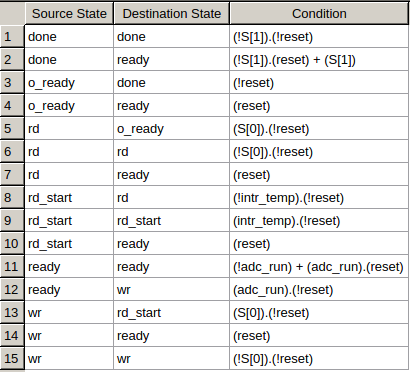 Source State Destination State Condition
1 done done (!S[1]).(!reset)
2 done ready (!S[1]).(reset) + (S[1])
3 o_ready done (!reset)
4 o_ready ready (reset)
5 rd o_ready (S[0]).(!reset)
6 rd rd (!S[0]).(!reset)
7 rd ready (reset)
8 rd_start rd (!intr_temp).(!reset)
9 rd_start rd_start (intr_temp).(!reset)
10 rd_start ready (reset)
11 ready ready (!adc_run) + (adc_run).(reset)
12 ready wr (adc_run).(!reset)
13 wr rd_start (S[0]).(!reset)
14 wr ready (reset)
15 wr wr (!S[0]).(!reset)